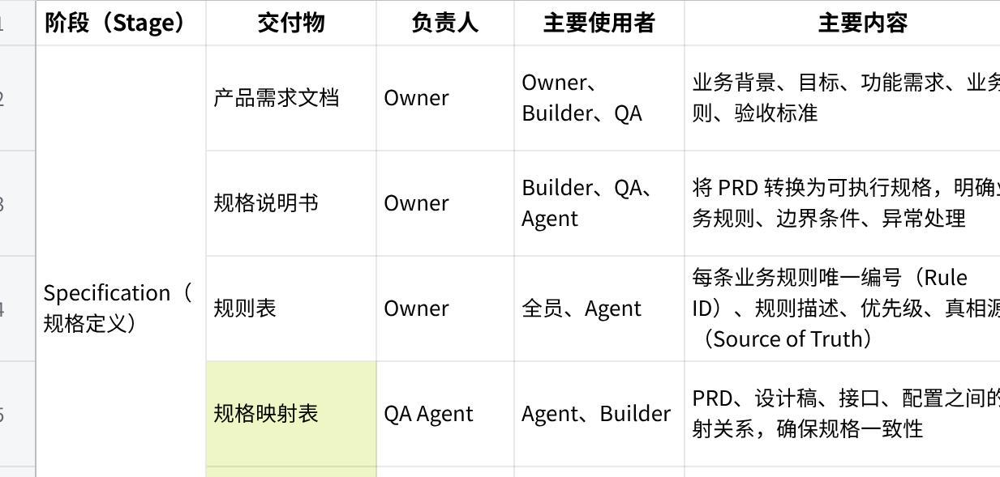 阶段（Stage）
交付物
负责人
主要使用者
主要内容
2
产品需求文档
Owner
Owner、
Builder、QA
业务背景、目标、功能需求、业务
则、验收标准
3
规格说明书
Owner
Builder、QA、
Agent
将 PRD 转换为可执行规格，明确
务规则、边界条件、异常处理
Specification（
规格定义）
4
规则表
Owner
全员、Agent
每条业务规则唯一编号（Rule
ID）、规则描述、优先级、真相源
（Source of Truth）
5
规格映射表
QA Agent
Agent、Builder
PRD、设计稿、接口、配置之间的
射关系，确保规格一致性